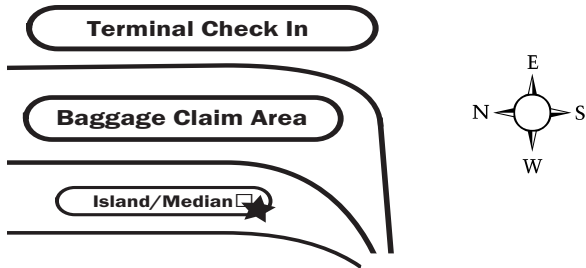 Terminal Check In
E
Baggage Claim Area
N
S
W
Island/Median